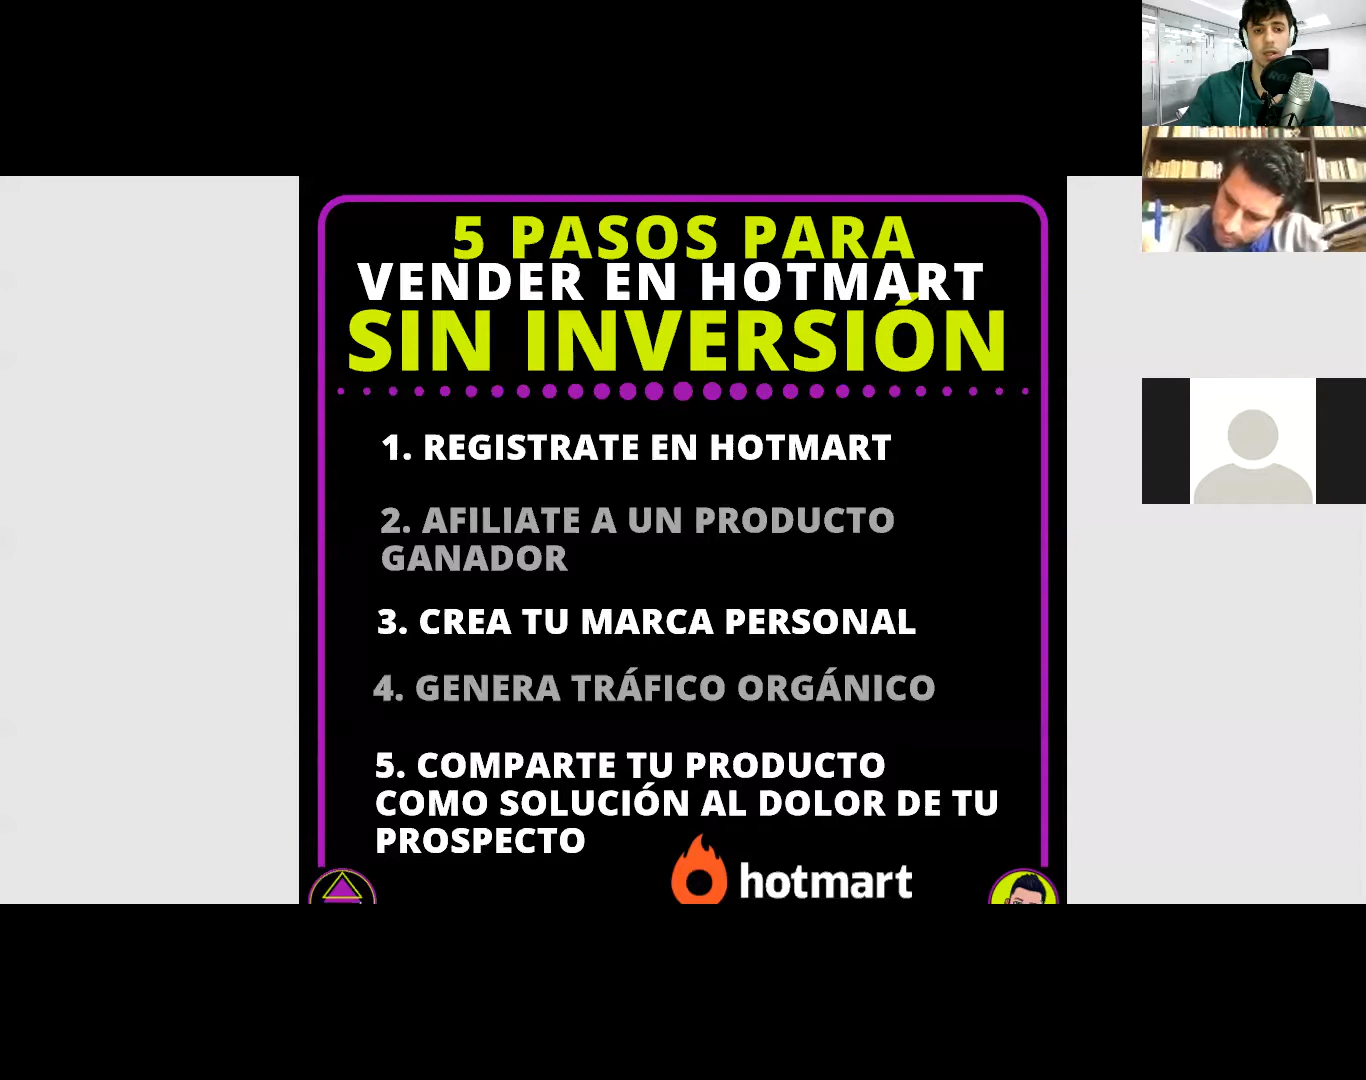 5 PASOS PARA
VENDER EN HOTMART
SIN INVERSIÓN
1. REGISTRATE EN HOTMART
2. AFILIATE A UN PRODUCTO
GANADOR
3. CREA TU MARCA PERSONAL
4. GENERA TRÁFICO ORGÁNICO
5. COMPARTE TU PRODUCTO
COMO SOLUCIÓN AL DOLOR DE TU
PROSPECTO
hotmart